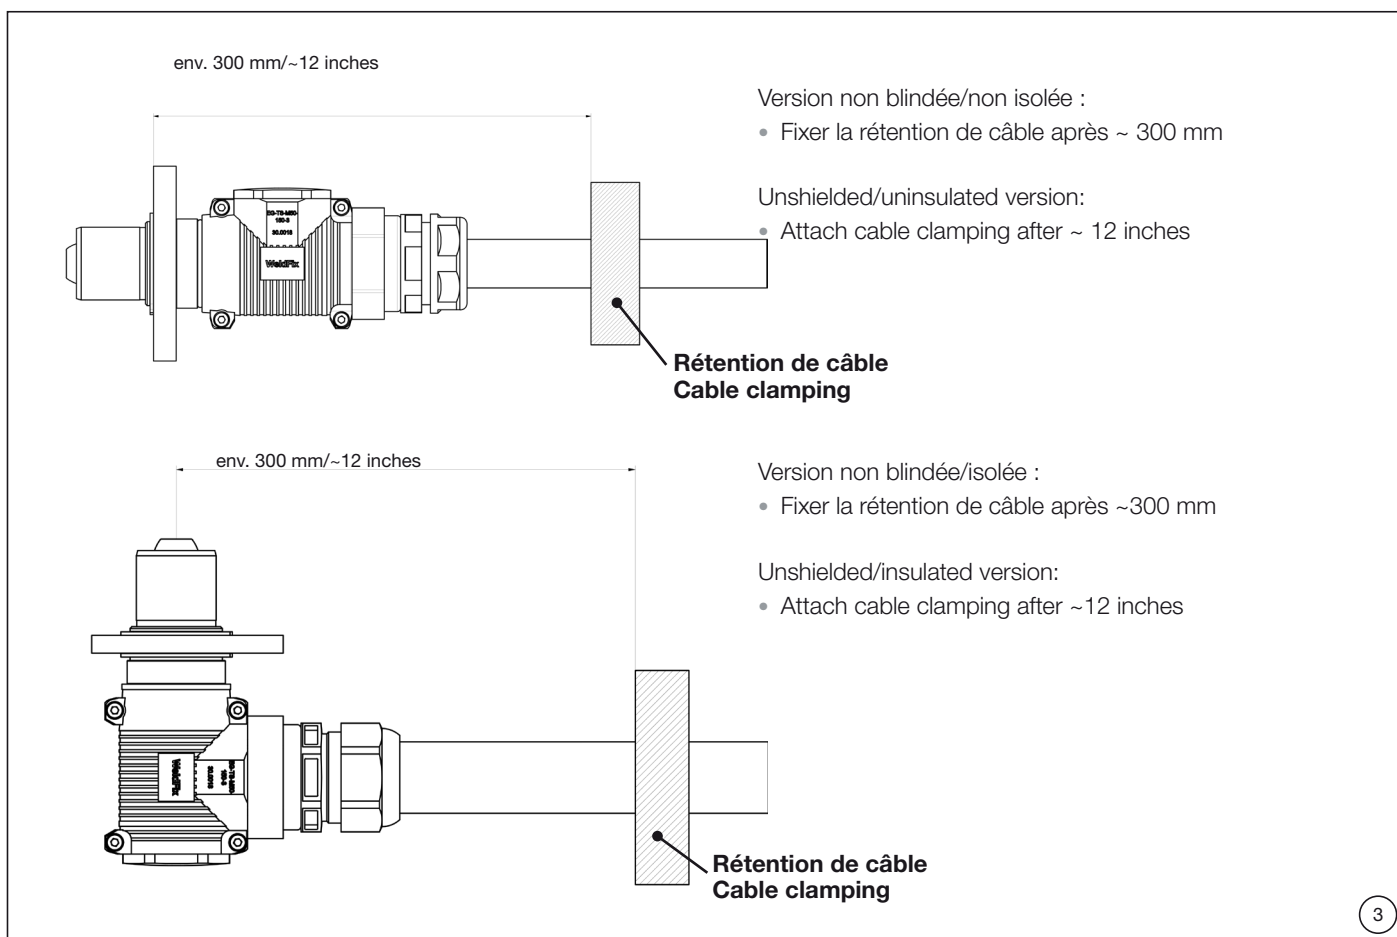 env. 300 mm/~12 inches
Version non blindée/non isolée :
• Fixer la rétention de câble après ~ 300 mm
Unshielded/uninsulated version:
• Attach cable clamping after ~ 12 inches
WeldFix
Rétention de câble
Cable clamping
env. 300 mm/~12 inches
Version non blindée/isolée :
• Fixer la rétention de câble après ~300 mm
Unshielded/insulated version:
• Attach cable clamping after ~12 inches
WeldFix
Rétention de câble
Cable clamping
3